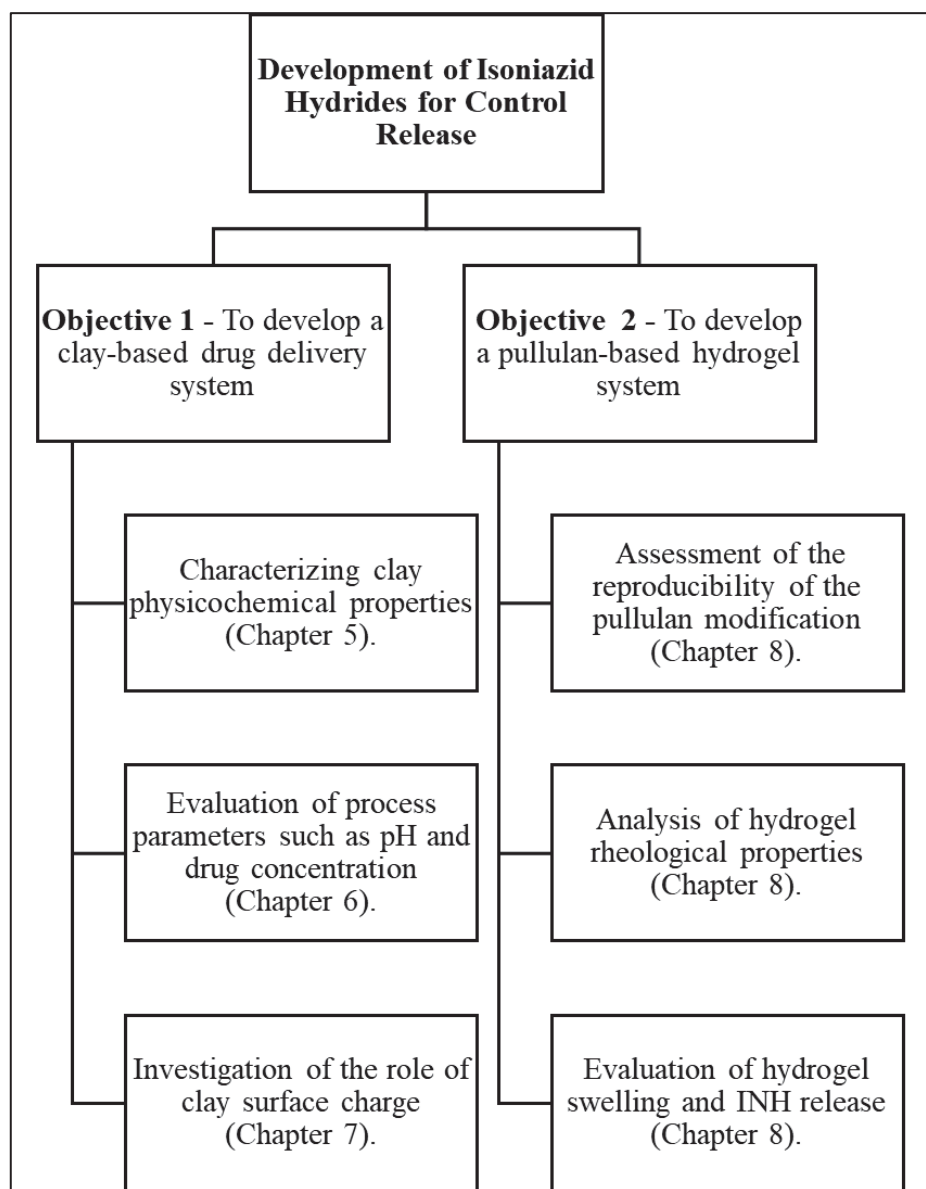 Development of Isoniazid
Hydrides for Control
Release
Objective 1 - To develop a
clay-based drug delivery
system
Characterizing clay
physicochemical properties
(Chapter 5).
Evaluation of process
parameters such as pH and
drug concentration
(Chapter 6).
Investigation of the role of
clay surface charge
(Chapter 7).
Objective 2 - To develop
a pullulan-based hydrogel
system
Assessment of the
reproducibility of the
pullulan modification
(Chapter 8).
Analysis of hydrogel
rheological properties
(Chapter 8).
Evaluation of hydrogel
swelling and INH release
(Chapter 8).